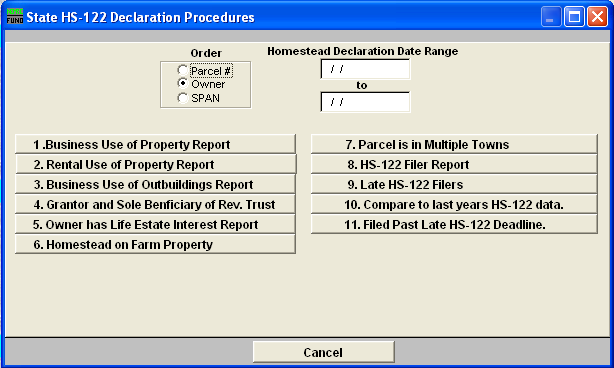 FUND State HS-122 Declaration Procedures
Order
Parcel #
Owner
SPAN
Homestead Declaration Date Range
/ /
to
/ /
1 .Business Use of Property Report
2. Rental Use of Property Report
3. Business Use of Outbuildings Report
4. Grantor and Sole Benficiary of Rev. Trust
5. Owner has Life Estate Interest Report
6. Homestead on Farm Property
7. Parcel is in Multiple Towns
8. HS-122 Filer Report
9. Late HS-122 Filers
10. Compare to last years HS-122 data.
11. Filed Past Late HS-122 Deadline.
Cancel